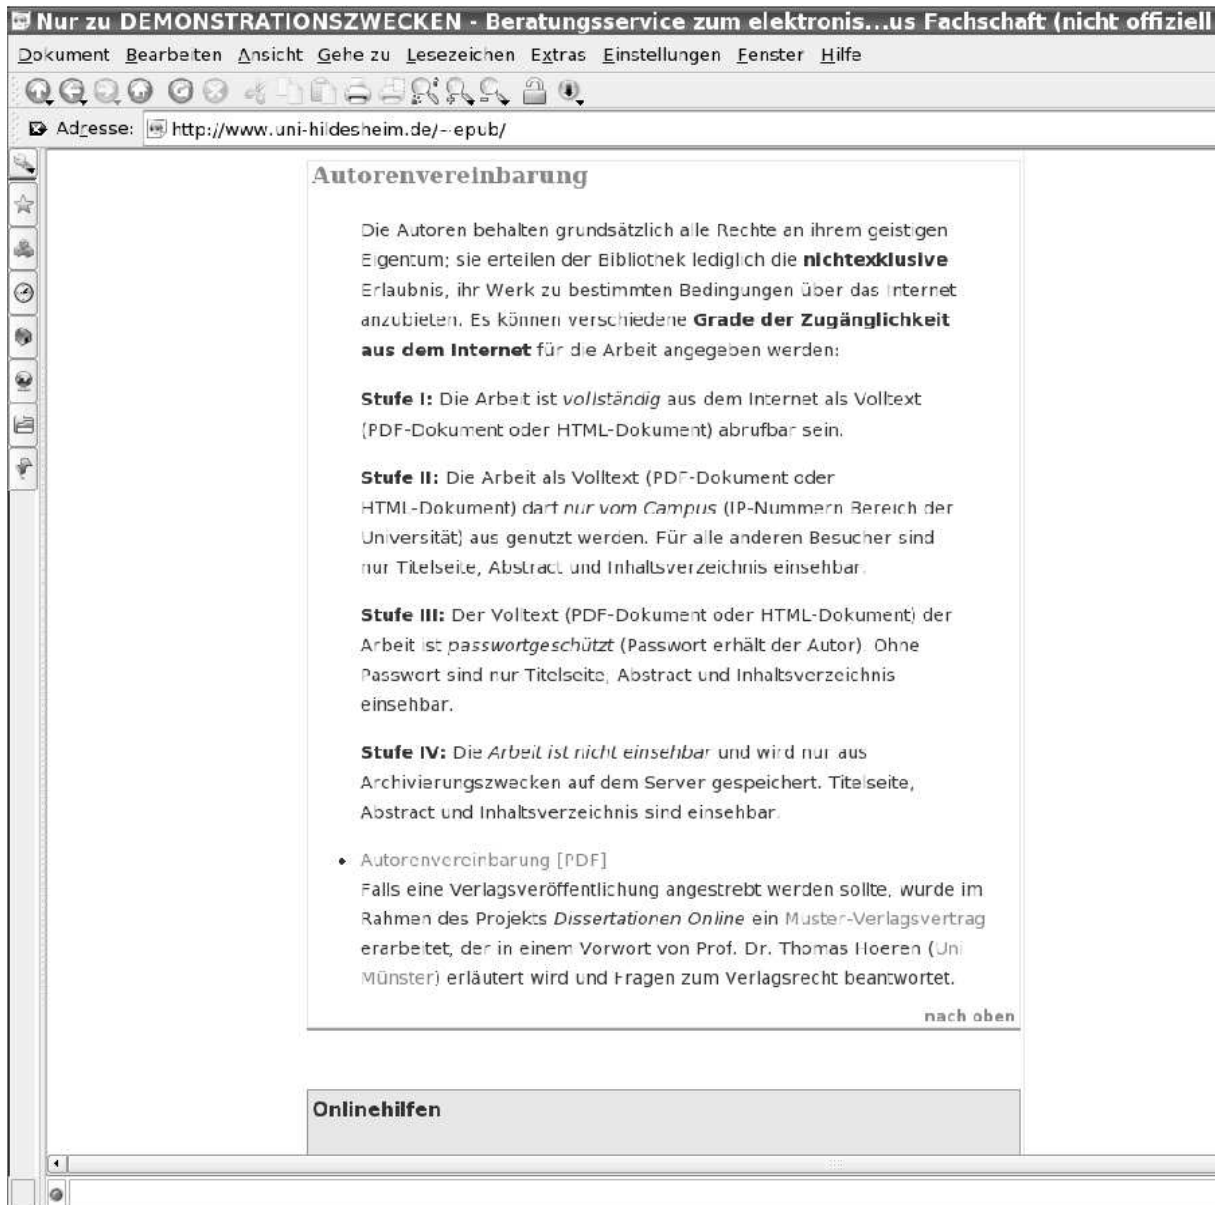 Nur zu DEMONSTRATIONSZWECKEN - Beratungsservice zum elektronis...us Fachschaft (nicht offiziell
Dokument Bearbeiten Ansicht Gehe zu Lesezeichen Extras Einstellungen Fenster Hilfe
Adresse: http://www.uni-hildesheim.de/~epub/
Autorenvereinbarung
Die Autoren behalten grundsätzlich alle Rechte an ihrem geistigen
Eigentum; sie erteilen der Bibliothek lediglich die nichtexklusive
Erlaubnis, ihr Werk zu bestimmten Bedingungen über das Internet
anzubieten. Es können verschiedene Grade der Zugänglichkeit
aus dem Internet für die Arbeit angegeben werden:
Stufe I: Die Arbeit ist vollständig aus dem Internet als Volltext
(PDF-Dokument oder HTML-Dokument) abrufbar sein.
Stufe II: Die Arbeit als Volltext (PDF-Dokument oder
HTML-Dokument) darf nur vom Campus (IP-Nummern Bereich der
Universität) aus genutzt werden. Für alle anderen Besucher sind
nur Titelseite, Abstract und Inhaltsverzeichnis einsehbar.
Stufe III: Der Volltext (PDF-Dokument oder HTML-Dokument) der
Arbeit ist passwortgeschützt (Passwort erhält der Autor). Ohne
Passwort sind nur Titelseite, Abstract und Inhaltsverzeichnis
einsehbar.
Stufe IV: Die Arbeit ist nicht einsehbar und wird nur aus
Archivierungszwecken auf dem Server gespeichert. Titelseite,
Abstract und Inhaltsverzeichnis sind einsehbar.
• Autorenvereinbarung [PDF]
Falls eine Verlagsveröffentlichung angestrebt werden sollte, wurde im
Rahmen des Projekts Dissertationen Online ein Muster-Verlagsvertrag
erarbeitet, der in einem Vorwort von Prof. Dr. Thomas Hoeren (Uni
Münster) erläutert wird und Fragen zum Verlagsrecht beantwortet.
nach oben
Onlinehilfen